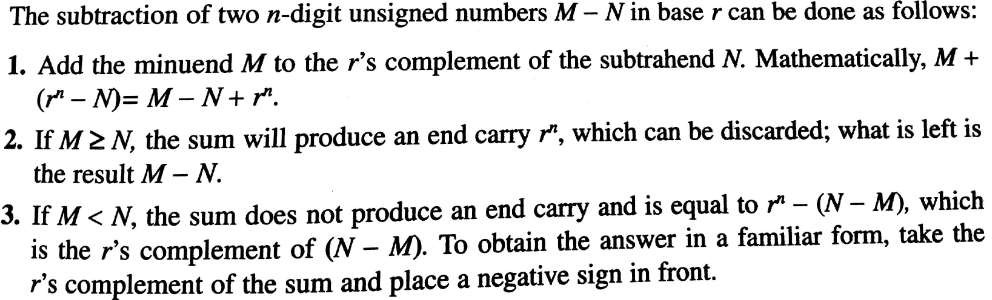 The subtraction of two n-digit unsigned numbers M – N in base r can be done as follows:
1. Add the minuend M to the r's complement of the subtrahend N. Mathematically, M +
(rⁿ – N)= M – N + rⁿ.
2. If M ≥ N, the sum will produce an end carry rⁿ, which can be discarded; what is left is
the result M – N.
3. If M < N, the sum does not produce an end carry and is equal to rⁿ – (N – M), which
is the r's complement of (N – M). To obtain the answer in a familiar form, take the
r's complement of the sum and place a negative sign in front.